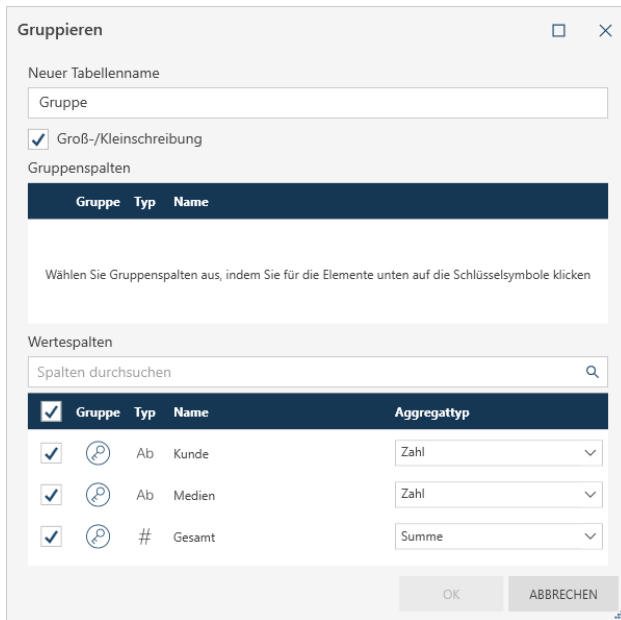 Gruppieren
Neuer Tabellenname
Gruppe
Groß-/Kleinschreibung
Gruppenspalten
Gruppe Typ Name
Wählen Sie Gruppenspalten aus, indem Sie für die Elemente unten auf die Schlüsselsymbole klicken
Wertespalten
Spalten durchsuchen
Gruppe Typ Name Aggregattyp
Ab Kunde Zahl
Ab Medien Zahl
# Gesamt Summe
OK ABBRECHEN